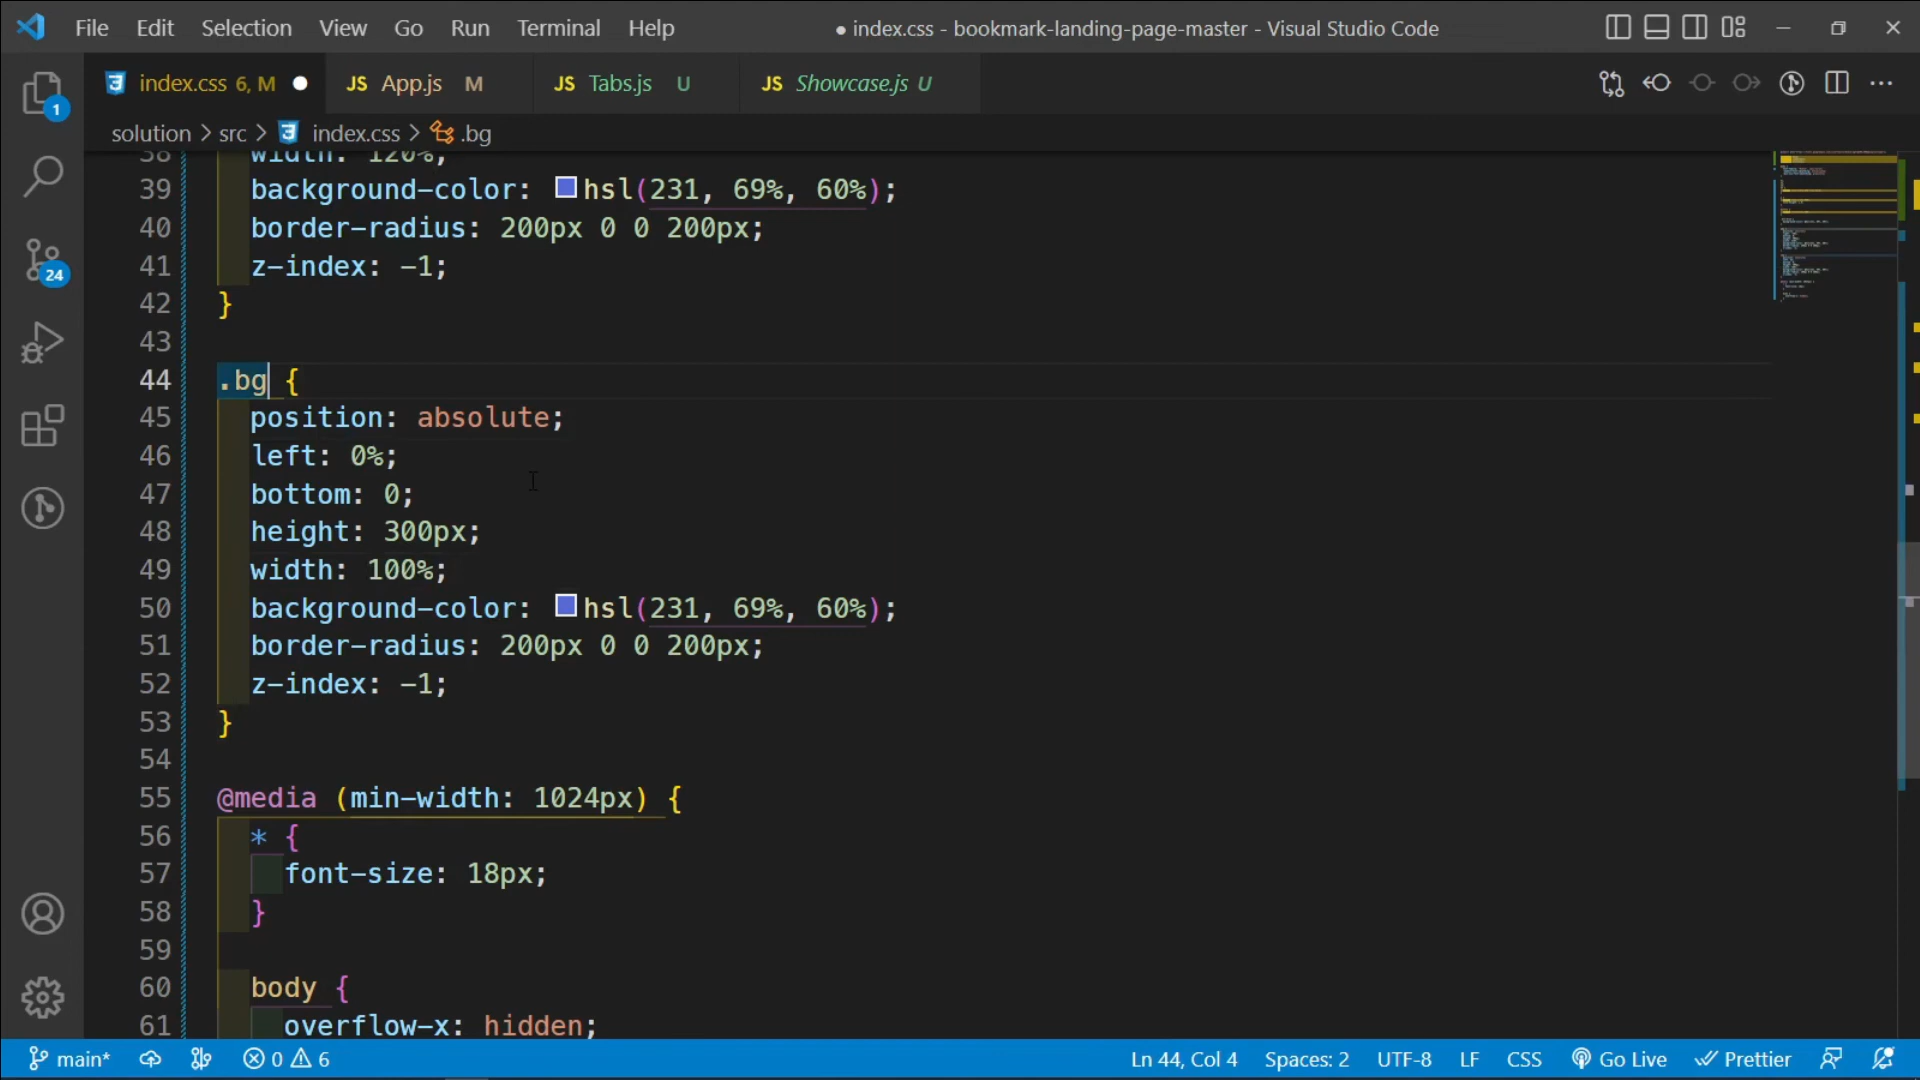 File Edit Selection View Go Run Terminal Help ● index.css - bookmark-landing-page-master - Visual Studio Code
index.css 6, M JS App.js M JS Tabs.js U JS Showcase.js U
solution > src > index.css > .bg
38 width: 120%;
39 background-color: hsl(231, 69%, 60%);
40 border-radius: 200px 0 0 200px;
41 z-index: -1;
42 }
43
44 .bg {
45 position: absolute;
46 left: 0%;
47 bottom: 0;
48 height: 300px;
49 width: 100%;
50 background-color: hsl(231, 69%, 60%);
51 border-radius: 200px 0 0 200px;
52 z-index: -1;
53 }
54
55 @media (min-width: 1024px) {
56 * {
57 font-size: 18px;
58 }
59
60 body {
61 overflow-x: hidden;
1
24
main* 0 6 Ln 44, Col 4 Spaces: 2 UTF-8 LF CSS Go Live Prettier